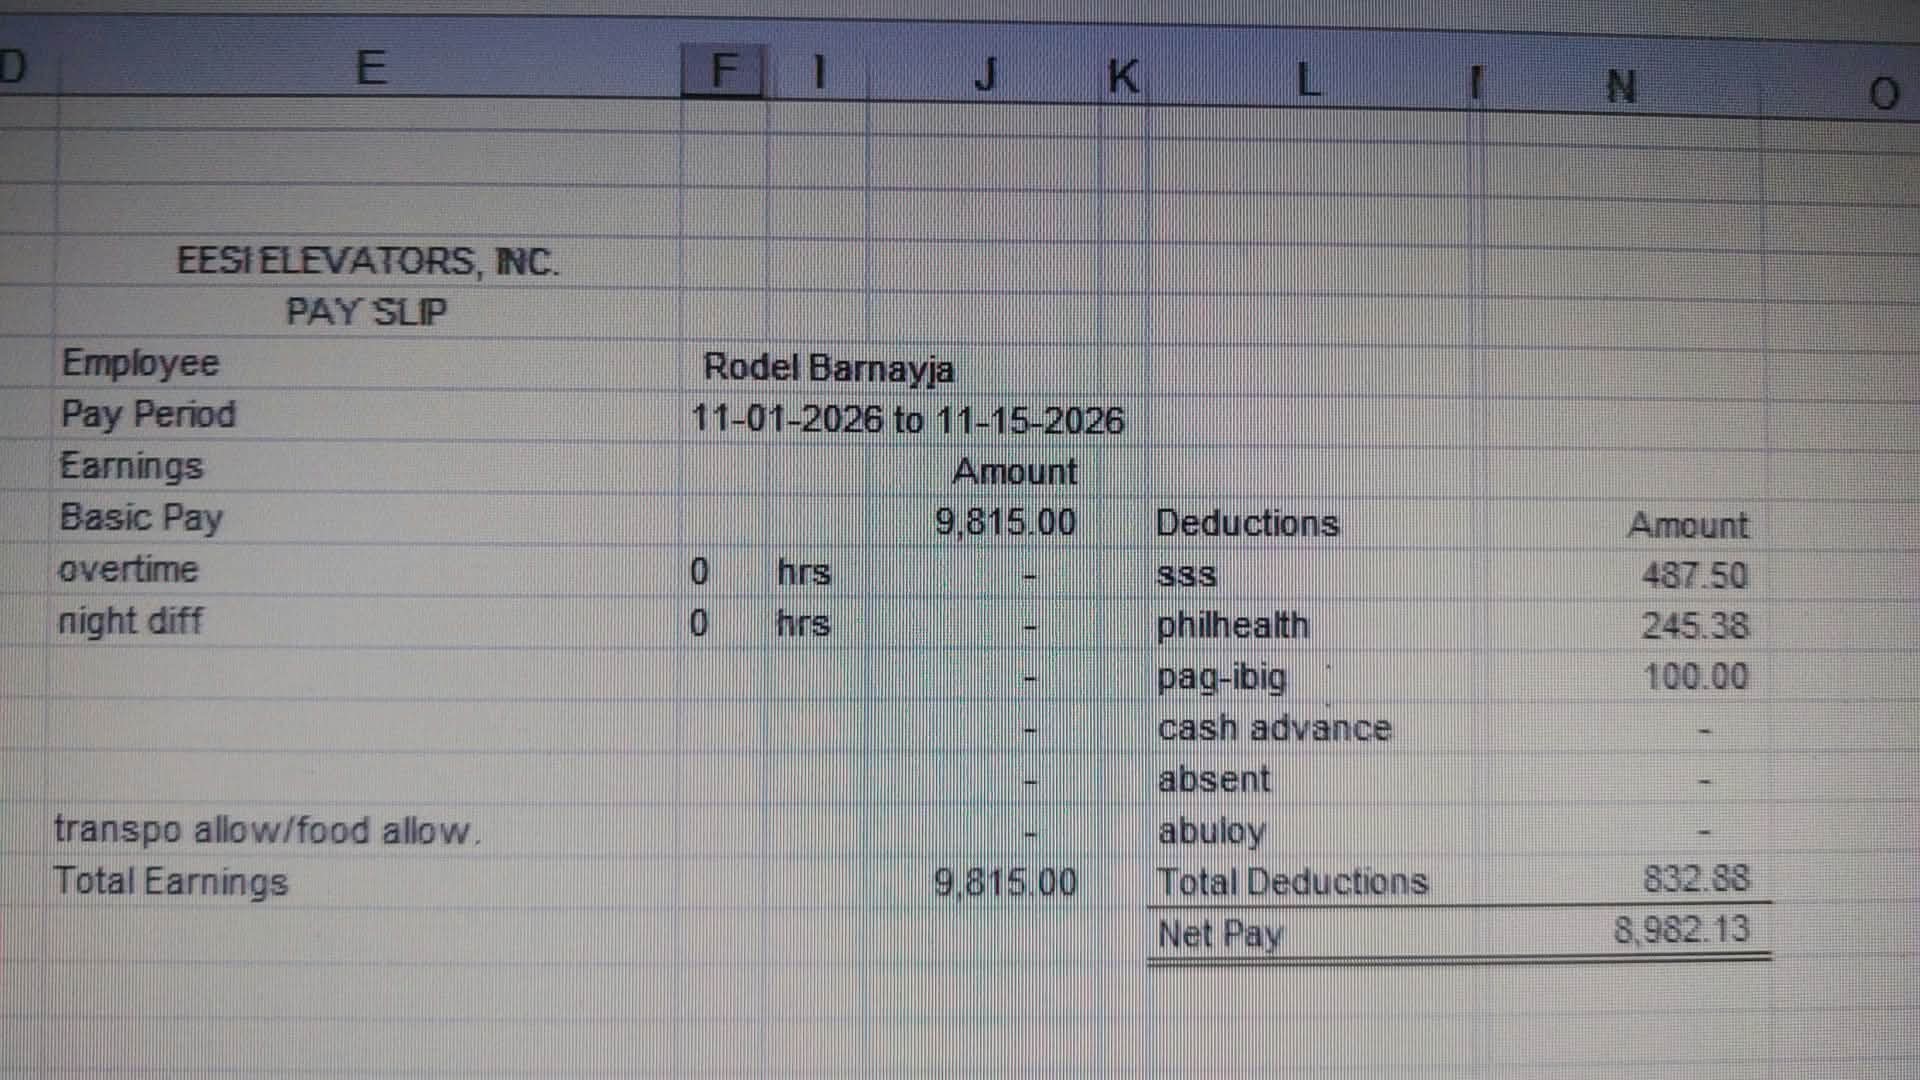 D E F I J K L N O
EESI ELEVATORS, INC.
PAY SLIP
Employee Rodel Barnayja
Pay Period 11-01-2026 to 11-15-2026
Earnings Amount
Basic Pay 9,815.00 Deductions Amount
overtime 0 hrs - sss 487.50
night diff 0 hrs - philhealth 245.38
- pag-ibig 100.00
- cash advance -
- absent -
transpo allow/food allow. - abuloy -
Total Earnings 9,815.00 Total Deductions 832.88
Net Pay 8,982.13